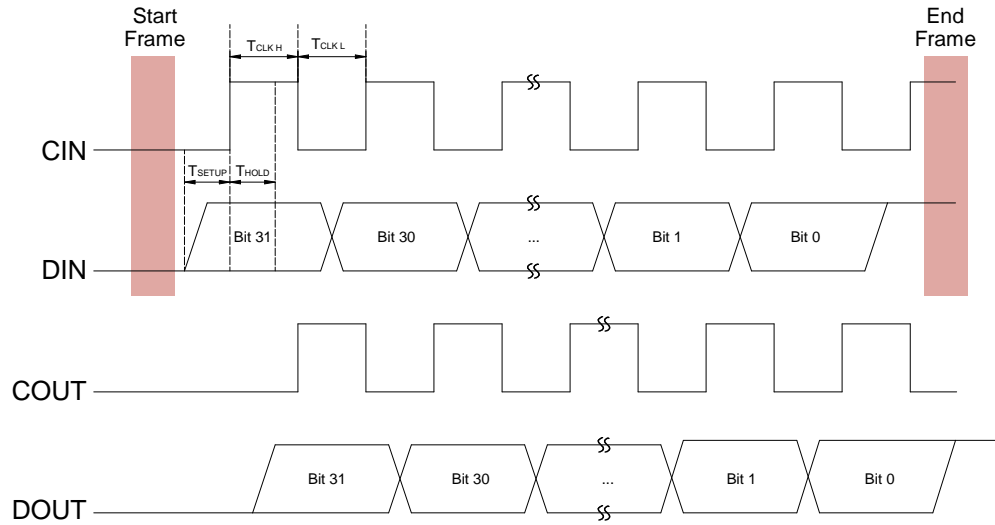 Start
Frame
End
Frame
TCLK H
TCLK L
CIN
TSETUP
THOLD
Bit 31
Bit 30
...
Bit 1
Bit 0
DIN
COUT
Bit 31
Bit 30
...
Bit 1
Bit 0
DOUT